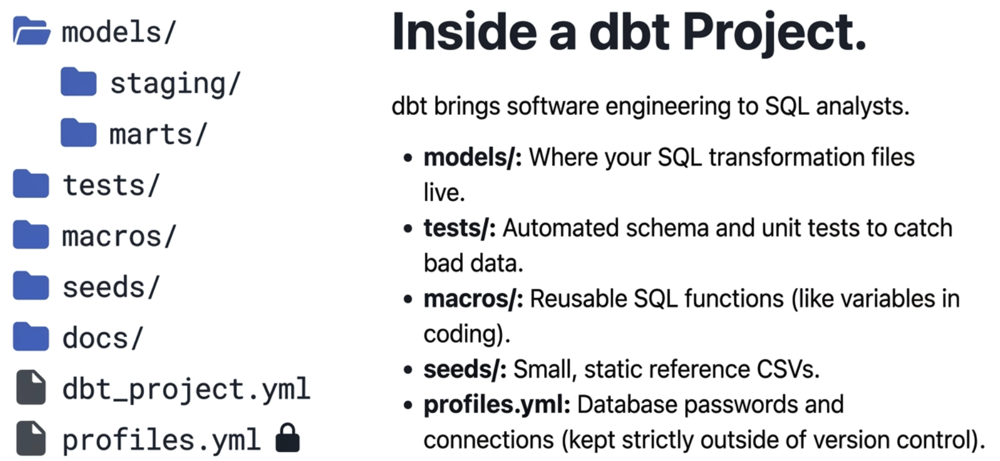 models/
staging/
marts/
tests/
macros/
seeds/
docs/
dbt_project.yml
profiles.yml
Inside a dbt Project.
dbt brings software engineering to SQL analysts.
• models/: Where your SQL transformation files
live.
• tests/: Automated schema and unit tests to catch
bad data.
• macros/: Reusable SQL functions (like variables in
coding).
• seeds/: Small, static reference CSVs.
• profiles.yml: Database passwords and
connections (kept strictly outside of version control).